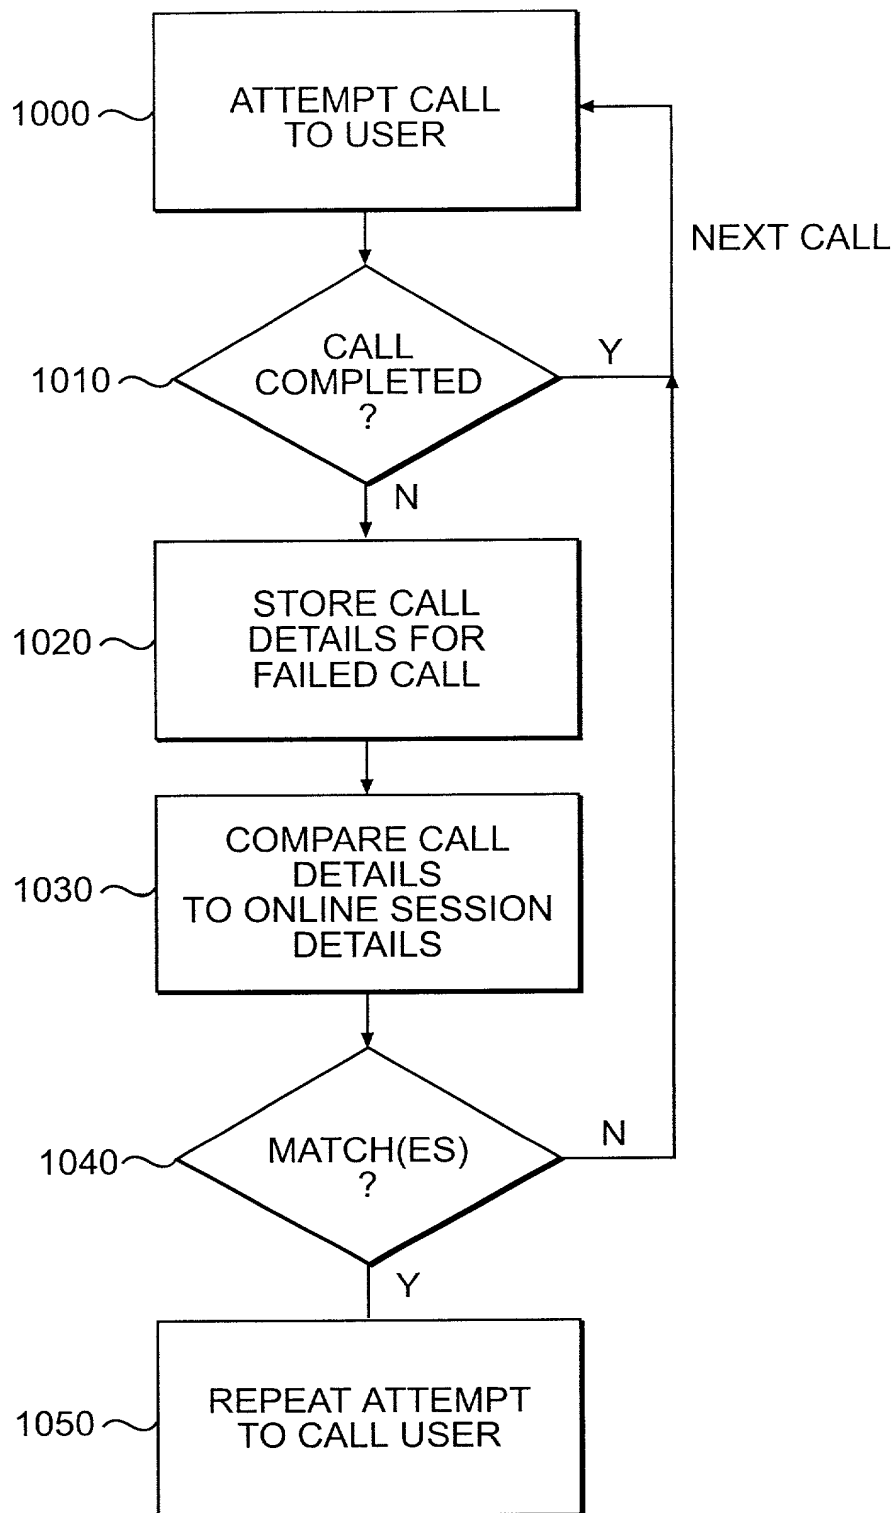 1000
ATTEMPT CALL
TO USER
NEXT CALL
1010
CALL
COMPLETED
?
Y
N
1020
STORE CALL
DETAILS FOR
FAILED CALL
1030
COMPARE CALL
DETAILS
TO ONLINE SESSION
DETAILS
1040
MATCH(ES)
?
N
Y
1050
REPEAT ATTEMPT
TO CALL USER